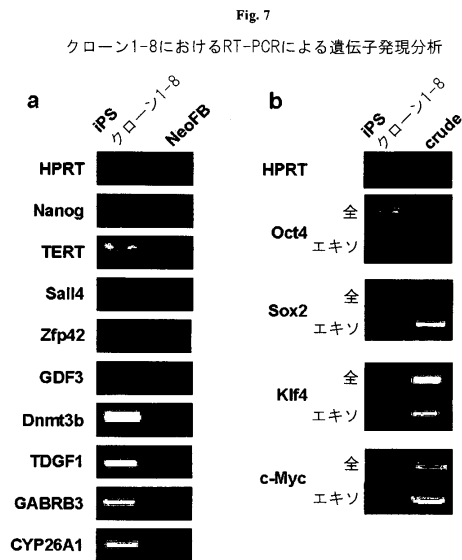 Fig. 7
クローン1-8におけるRT-PCRによる遺伝子発現分析
a
iPS
クローン1-8
NeoFB
HPRT
Nanog
TERT
Sall4
Zfp42
GDF3
Dnmt3b
TDGF1
GABRB3
CYP26A1
b
iPS
クローン1-8
crude
HPRT
Oct4
全
エキソ
Sox2
全
エキソ
Klf4
全
エキソ
c-Myc
全
エキソ